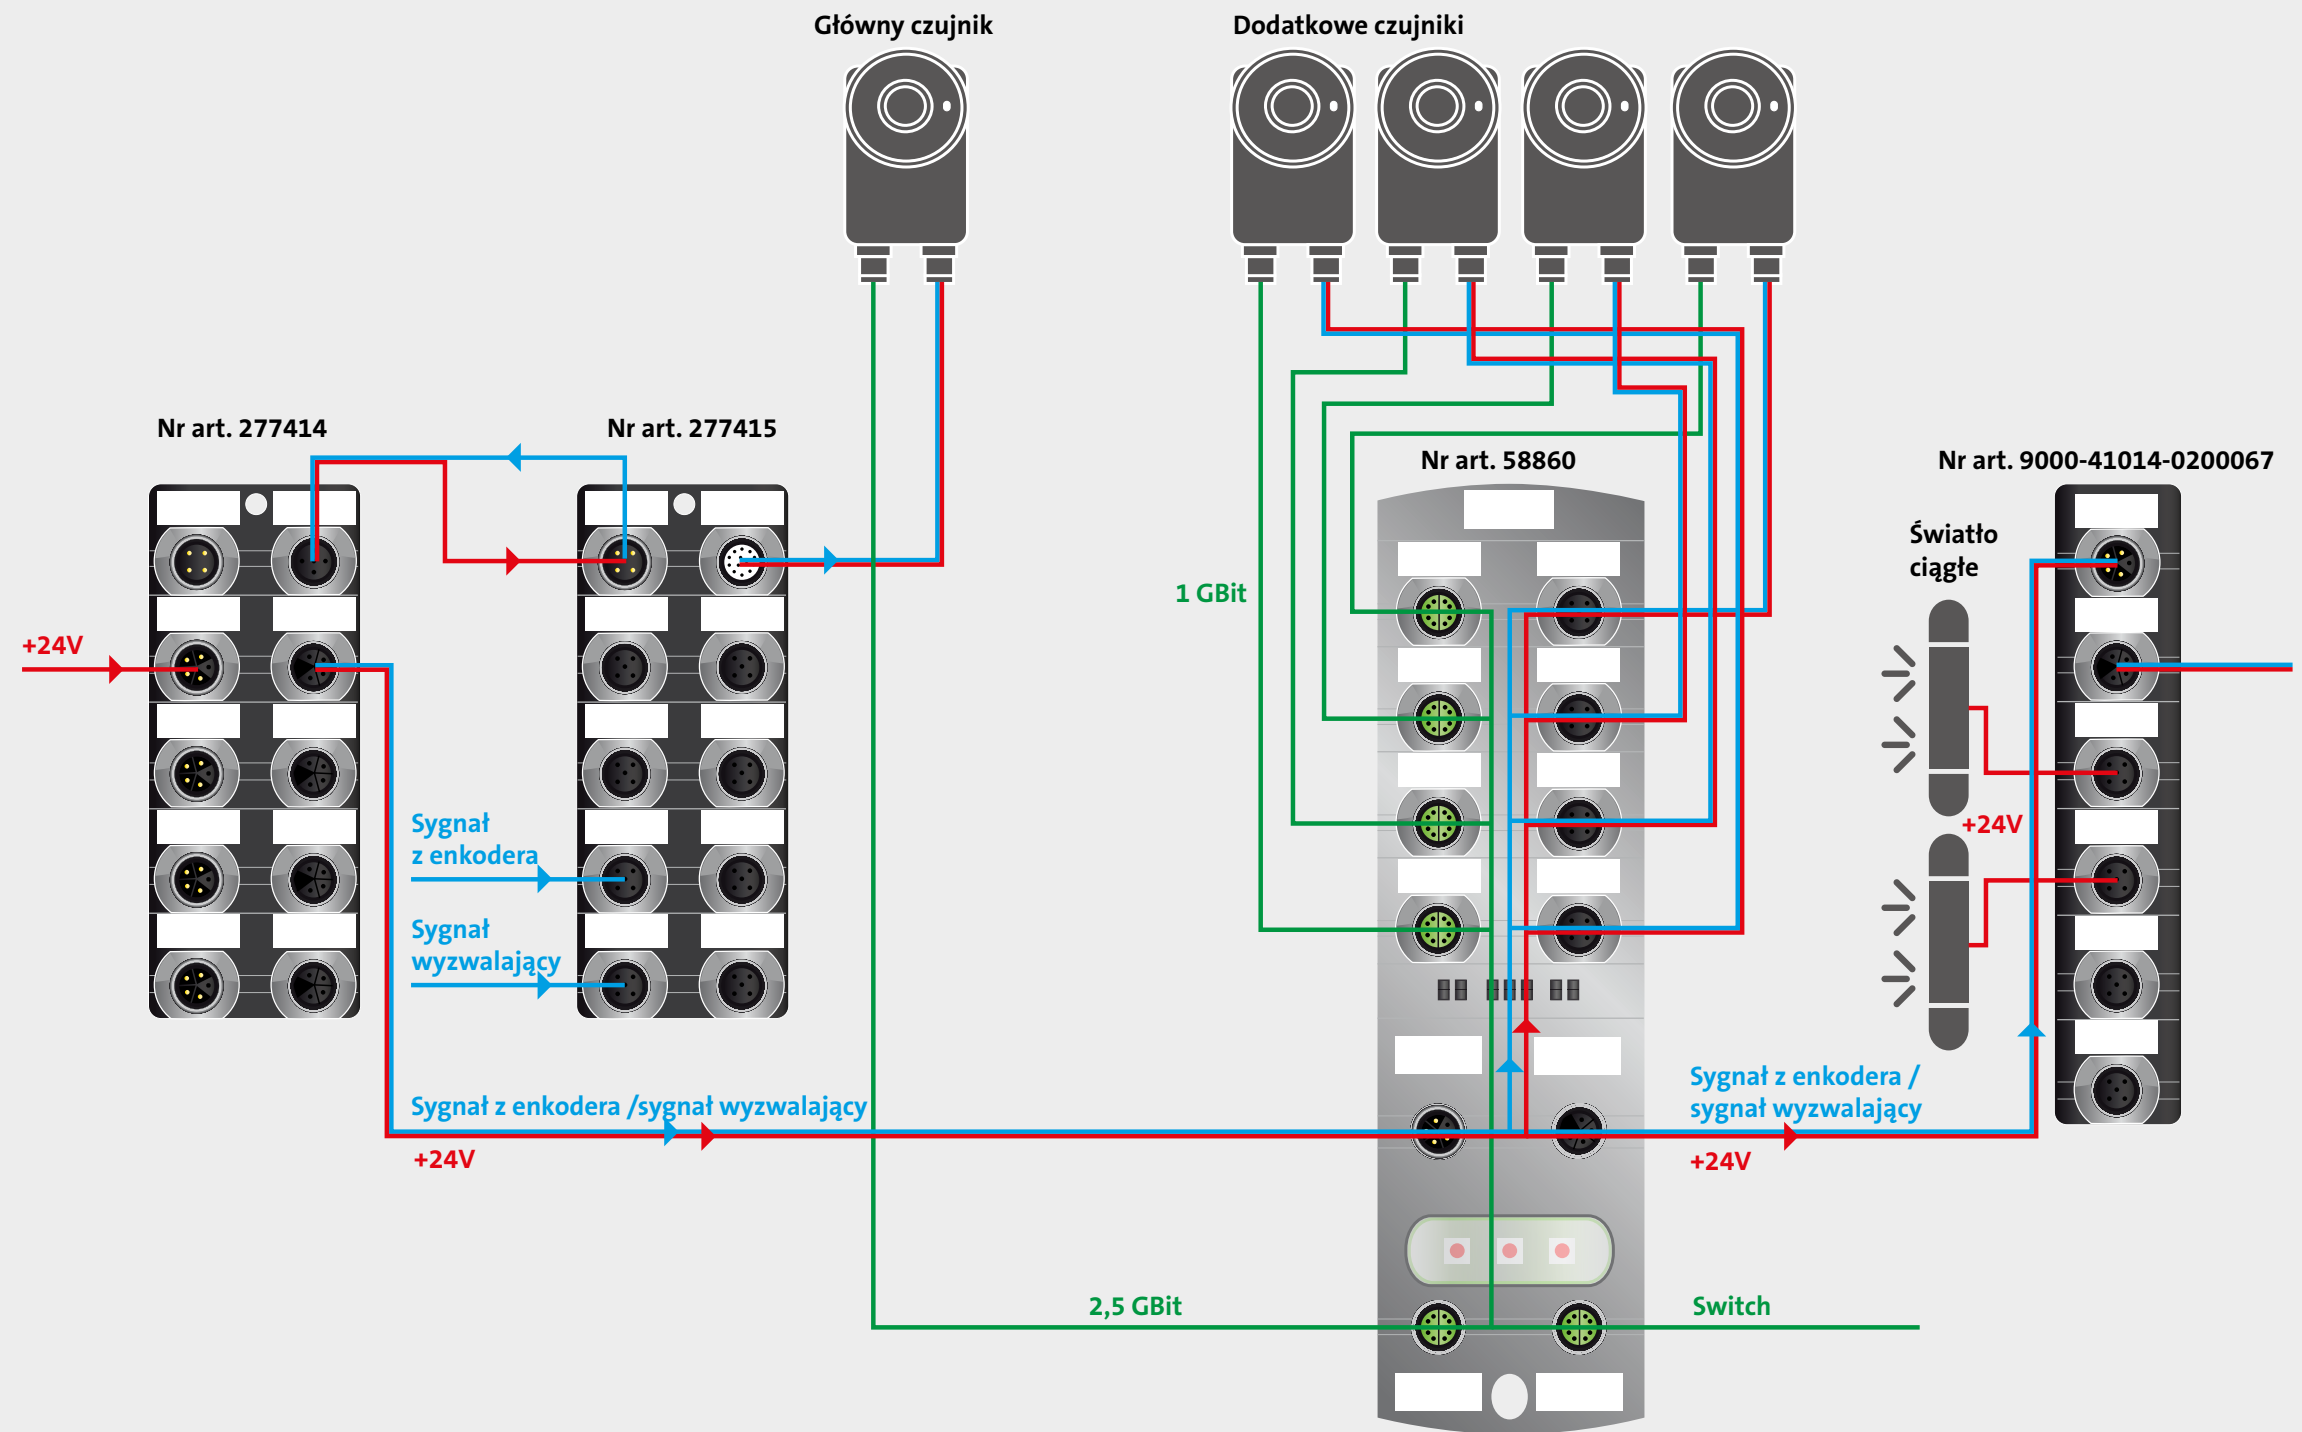 Główny czujnik
Dodatkowe czujniki
Nr art. 277414
Nr art. 277415
Nr art. 58860
Nr art. 9000-41014-0200067
Światło
ciągłe
1 GBit
+24V
Sygnał
z enkodera
+24V
Sygnał
wyzwalający
Sygnał z enkodera /sygnał wyzwalający
+24V
Sygnał z enkodera /
sygnał wyzwalający
+24V
2,5 GBit
Switch